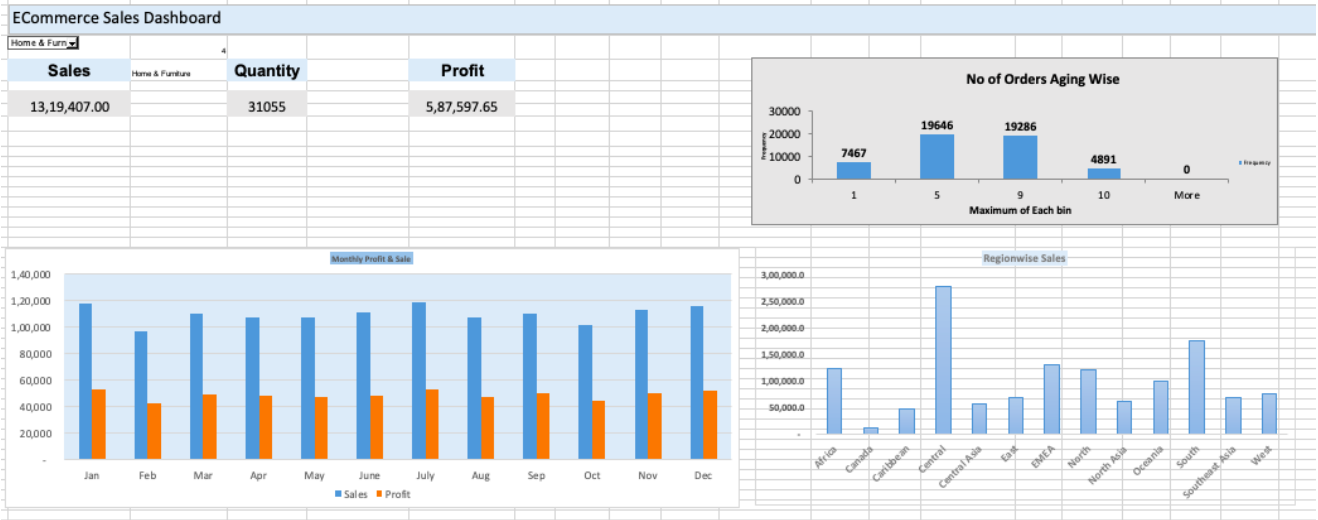 ECommerce Sales Dashboard
Home & Furn
4
Sales
Home & Furniture
Quantity
Profit
13,19,407.00
31055
5,87,597.65
No of Orders Aging Wise
30000
20000
10000
0
Frequency
7467
19646
19286
4891
0
1
5
9
10
More
Maximum of Each bin
Frequency
Monthly Profit & Sale
1,40,000
1,20,000
1,00,000
80,000
60,000
40,000
20,000
-
Jan
Feb
Mar
Apr
May
June
July
Aug
Sep
Oct
Nov
Dec
Sales
Profit
Regionwise Sales
3,00,000.0
2,50,000.0
2,00,000.0
1,50,000.0
1,00,000.0
50,000.0
-
Africa
Canada
Caribbean
Central
Central Asia
East
EMEA
North
North Asia
Oceania
South
Southeast Asia
West